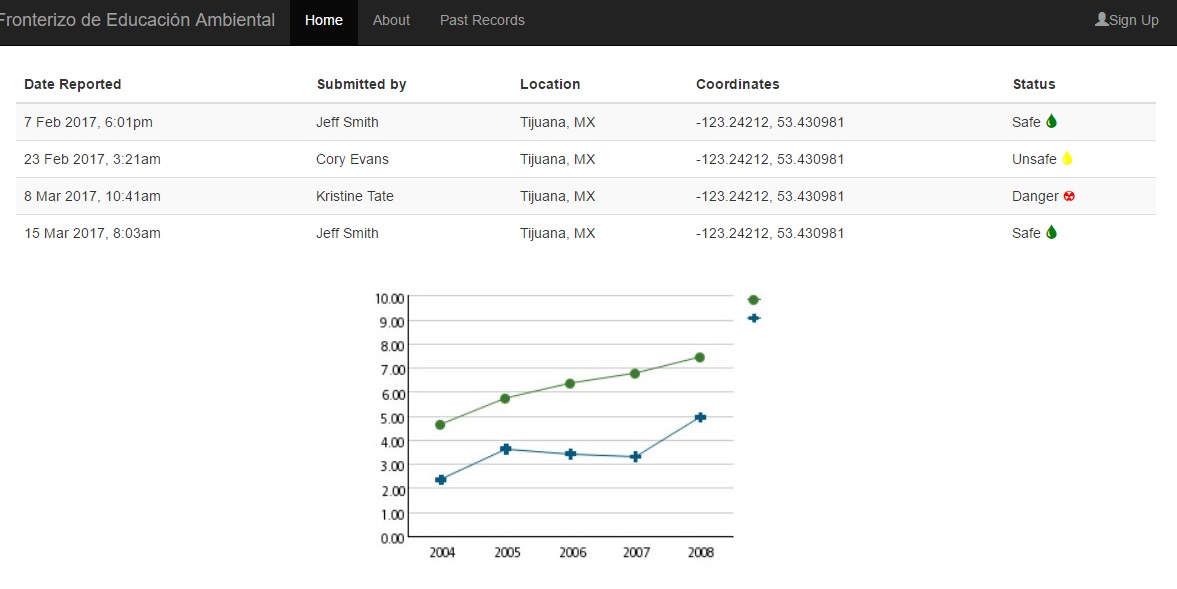 Fronterizo de Educación Ambiental Home About Past Records Sign Up
Date Reported Submitted by Location Coordinates Status
7 Feb 2017, 6:01pm Jeff Smith Tijuana, MX -123.24212, 53.430981 Safe
23 Feb 2017, 3:21am Cory Evans Tijuana, MX -123.24212, 53.430981 Unsafe
8 Mar 2017, 10:41am Kristine Tate Tijuana, MX -123.24212, 53.430981 Danger
15 Mar 2017, 8:03am Jeff Smith Tijuana, MX -123.24212, 53.430981 Safe
10.00
9.00
8.00
7.00
6.00
5.00
4.00
3.00
2.00
1.00
0.00
2004 2005 2006 2007 2008